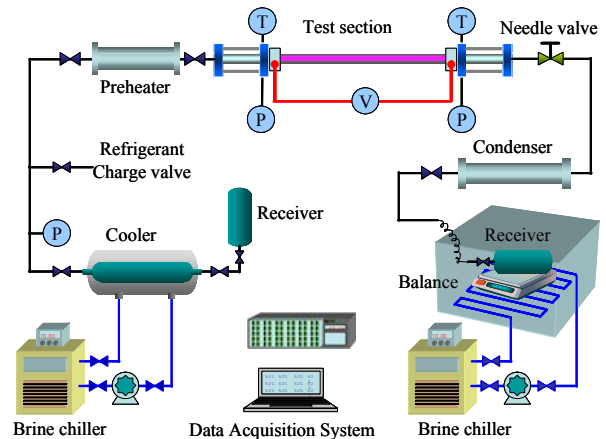 T
Test section
T
Needle valve
Preheater
V
P
P
Refrigerant
Charge valve
Condenser
P
Cooler
Receiver
Receiver
Balance
Brine chiller
Data Acquisition System
Brine chiller